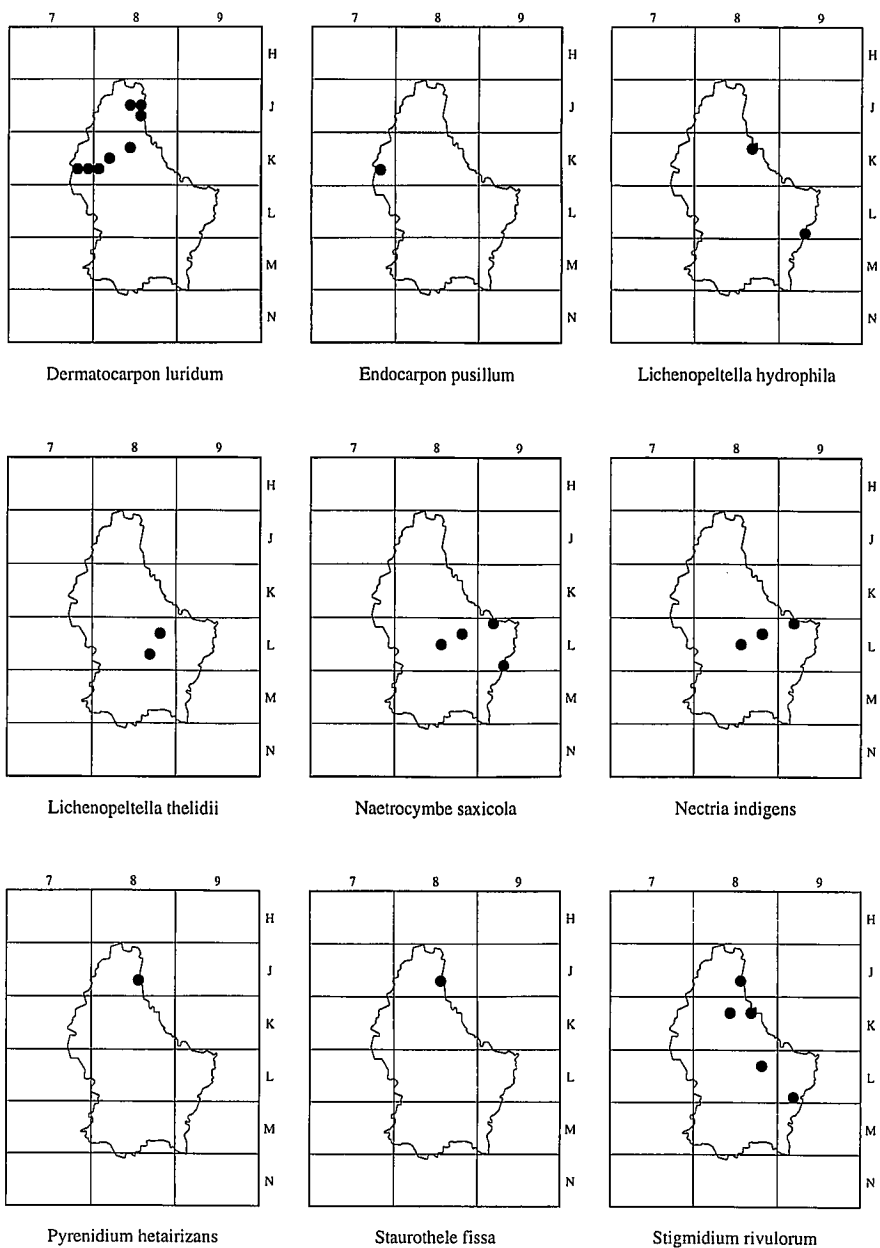 7 8 9 7 8 9 7 8 9
H H H
J J J
K K K
L L L
M M M
N N N
Dermatocarpon luridum Endocarpon pusillum Lichenopeltella hydrophila
7 8 9 7 8 9 7 8 9
H H H
J J J
K K K
L L L
M M M
N N N
Lichenopeltella thelidii Naetrocymbe saxicola Nectria indigens
7 8 9 7 8 9 7 8 9
H H H
J J J
K K K
L L L
M M M
N N N
Pyrenidium hetairizans Staurothele fissa Stigmidium rivulorum